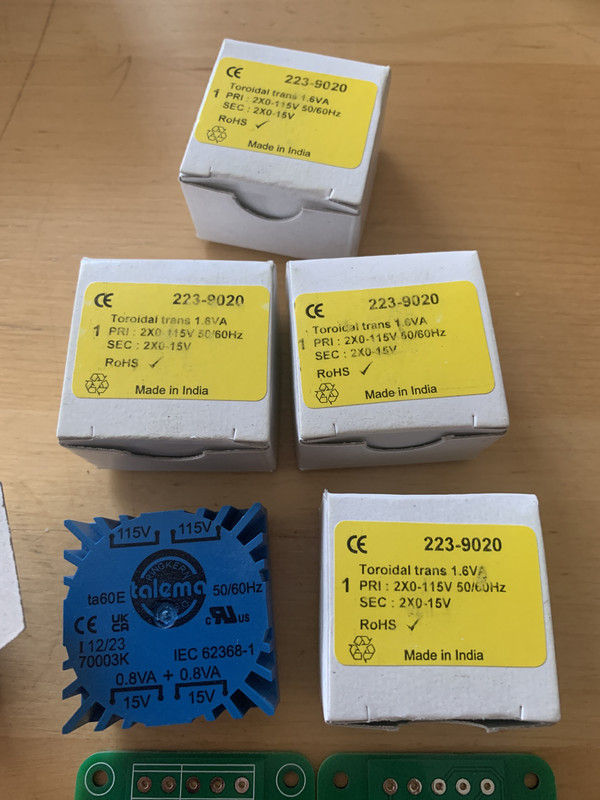 CE 223-9020
Toroidal trans 1.6VA
1 PRI : 2X0-115V 50/60Hz
SEC : 2X0-15V
RoHS ✓
Made in India
CE 223-9020
Toroidal trans 1.6VA
1 PRI : 2X0-115V 50/60Hz
SEC : 2X0-15V
RoHS ✓
Made in India
CE 223-9020
Toroidal trans 1.6VA
1 PRI : 2X0-115V 50/60Hz
SEC : 2X0-15V
RoHS ✓
Made in India
115V 115V
talema
ta60E 50/60Hz
CE UK CA c RU us
I 12/23
70003K IEC 62368-1
0.8VA + 0.8VA
15V 15V
CE 223-9020
Toroidal trans 1.6VA
1 PRI : 2X0-115V 50/60Hz
SEC : 2X0-15V
RoHS ✓
Made in India